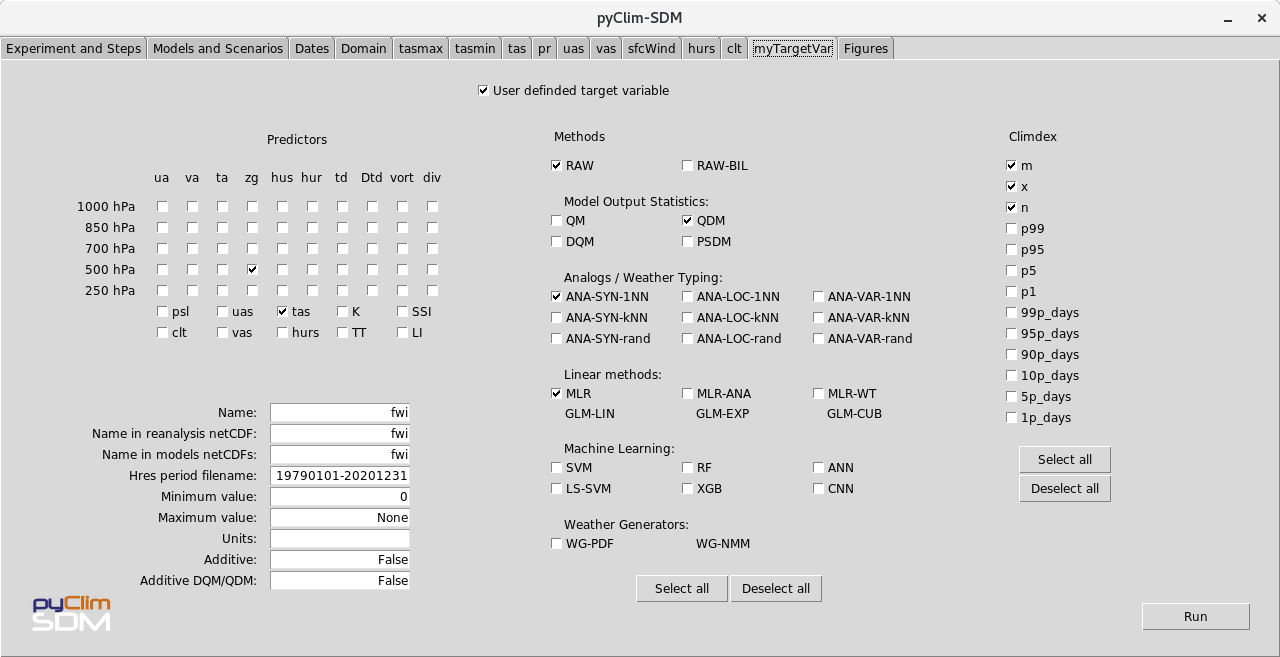 pyClim-SDM
Experiment and Steps Models and Scenarios Dates Domain tasmax tasmin tas pr uas vas sfcWind hurs clt myTargetVar Figures
User definded target variable
Predictors
ua va ta zg hus hur td Dtd vort div
1000 hPa
850 hPa
700 hPa
500 hPa
250 hPa
psl uas tas K SSI
clt vas hurs TT LI
Name: fwi
Name in reanalysis netCDF: fwi
Name in models netCDFs: fwi
Hres period filename: 19790101-20201231
Minimum value: 0
Maximum value: None
Units:
Additive: False
Additive DQM/QDM: False
pyClim
SDM
Methods
RAW RAW-BIL
Model Output Statistics:
QM QDM
DQM PSDM
Analogs / Weather Typing:
ANA-SYN-1NN ANA-LOC-1NN ANA-VAR-1NN
ANA-SYN-kNN ANA-LOC-kNN ANA-VAR-kNN
ANA-SYN-rand ANA-LOC-rand ANA-VAR-rand
Linear methods:
MLR MLR-ANA MLR-WT
GLM-LIN GLM-EXP GLM-CUB
Machine Learning:
SVM RF ANN
LS-SVM XGB CNN
Weather Generators:
WG-PDF WG-NMM
Select all Deselect all
Climdex
m
x
n
p99
p95
p5
p1
99p_days
95p_days
90p_days
10p_days
5p_days
1p_days
Select all
Deselect all
Run